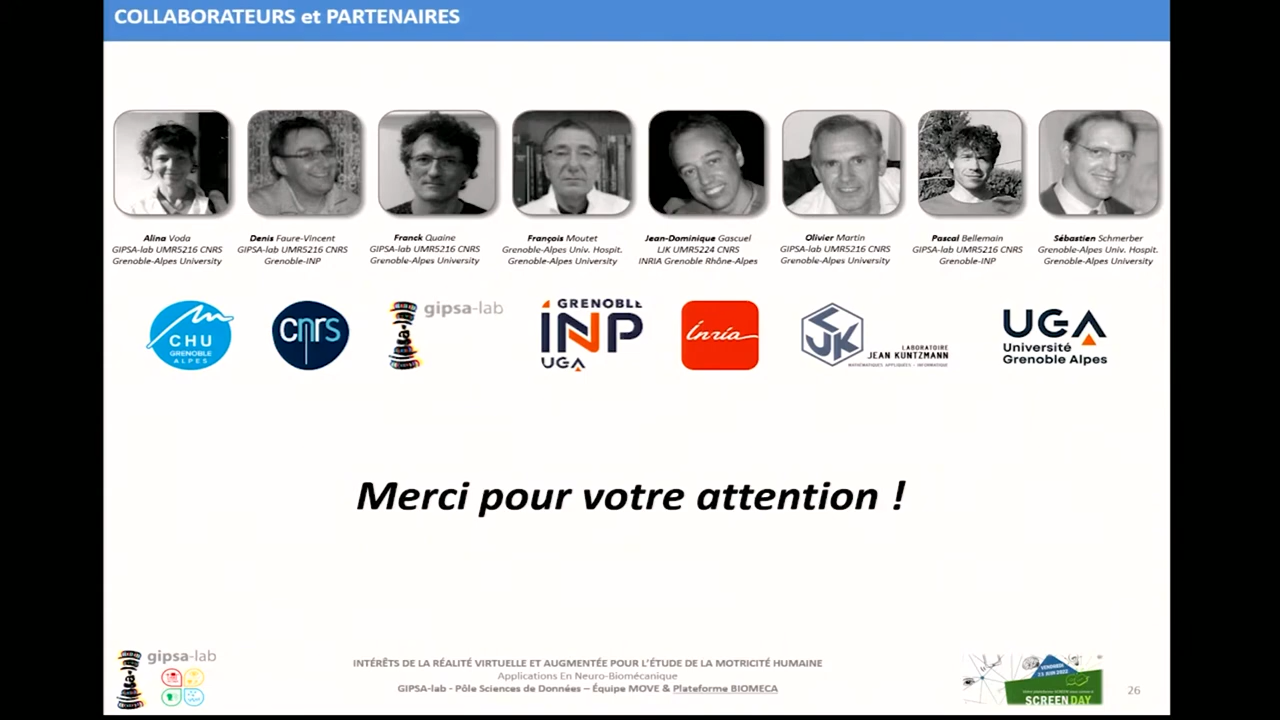 COLLABORATEURS et PARTENAIRES
Alina Voda
GIPSA-lab UMR5216 CNRS
Grenoble-Alpes University
Denis Faure-Vincent
GIPSA-lab UMR5216 CNRS
Grenoble-INP
Franck Quaine
GIPSA-lab UMR5216 CNRS
Grenoble-Alpes University
François Moutet
Grenoble-Alpes Univ. Hospit.
Grenoble-Alpes University
Jean-Dominique Gascuel
LJK UMR5224 CNRS
INRIA Grenoble Rhône-Alpes
Olivier Martin
GIPSA-lab UMR5216 CNRS
Grenoble-Alpes University
Pascal Bellemain
GIPSA-lab UMR5216 CNRS
Grenoble-INP
Sébastien Schmerber
Grenoble-Alpes Univ. Hospit.
Grenoble-Alpes University
CHU
GRENOBLE
ALPES
cnrs
gipsa-lab
GRENOBLE
INP
UGA
Inria
LJK
LABORATOIRE
JEAN KUNTZMANN
MATHÉMATIQUES APPLIQUÉES - INFORMATIQUE
UGA
Université
Grenoble Alpes
Merci pour votre attention !
gipsa-lab
INTÉRÊTS DE LA RÉALITÉ VIRTUELLE ET AUGMENTÉE POUR L'ÉTUDE DE LA MOTRICITÉ HUMAINE
Applications En Neuro-Biomécanique
GIPSA-lab - Pôle Sciences de Données – Équipe MOVE & Plateforme BIOMECA
VENDREDI
SCREEN DAY
26